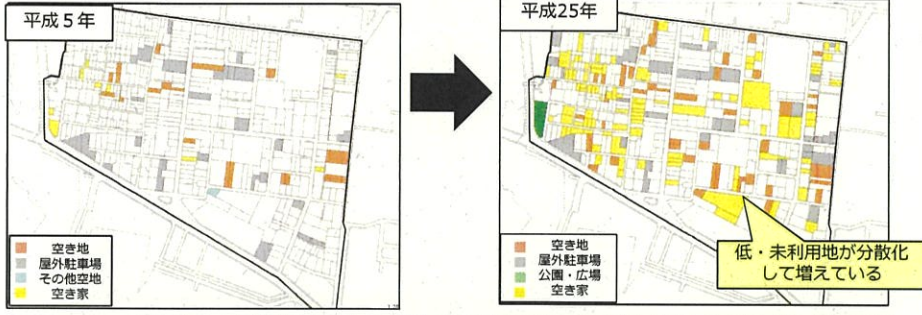 平成5年
空き地
屋外駐車場
その他空地
空き家
平成25年
空き地
屋外駐車場
公園・広場
空き家
低・未利用地が分散化
して増えている